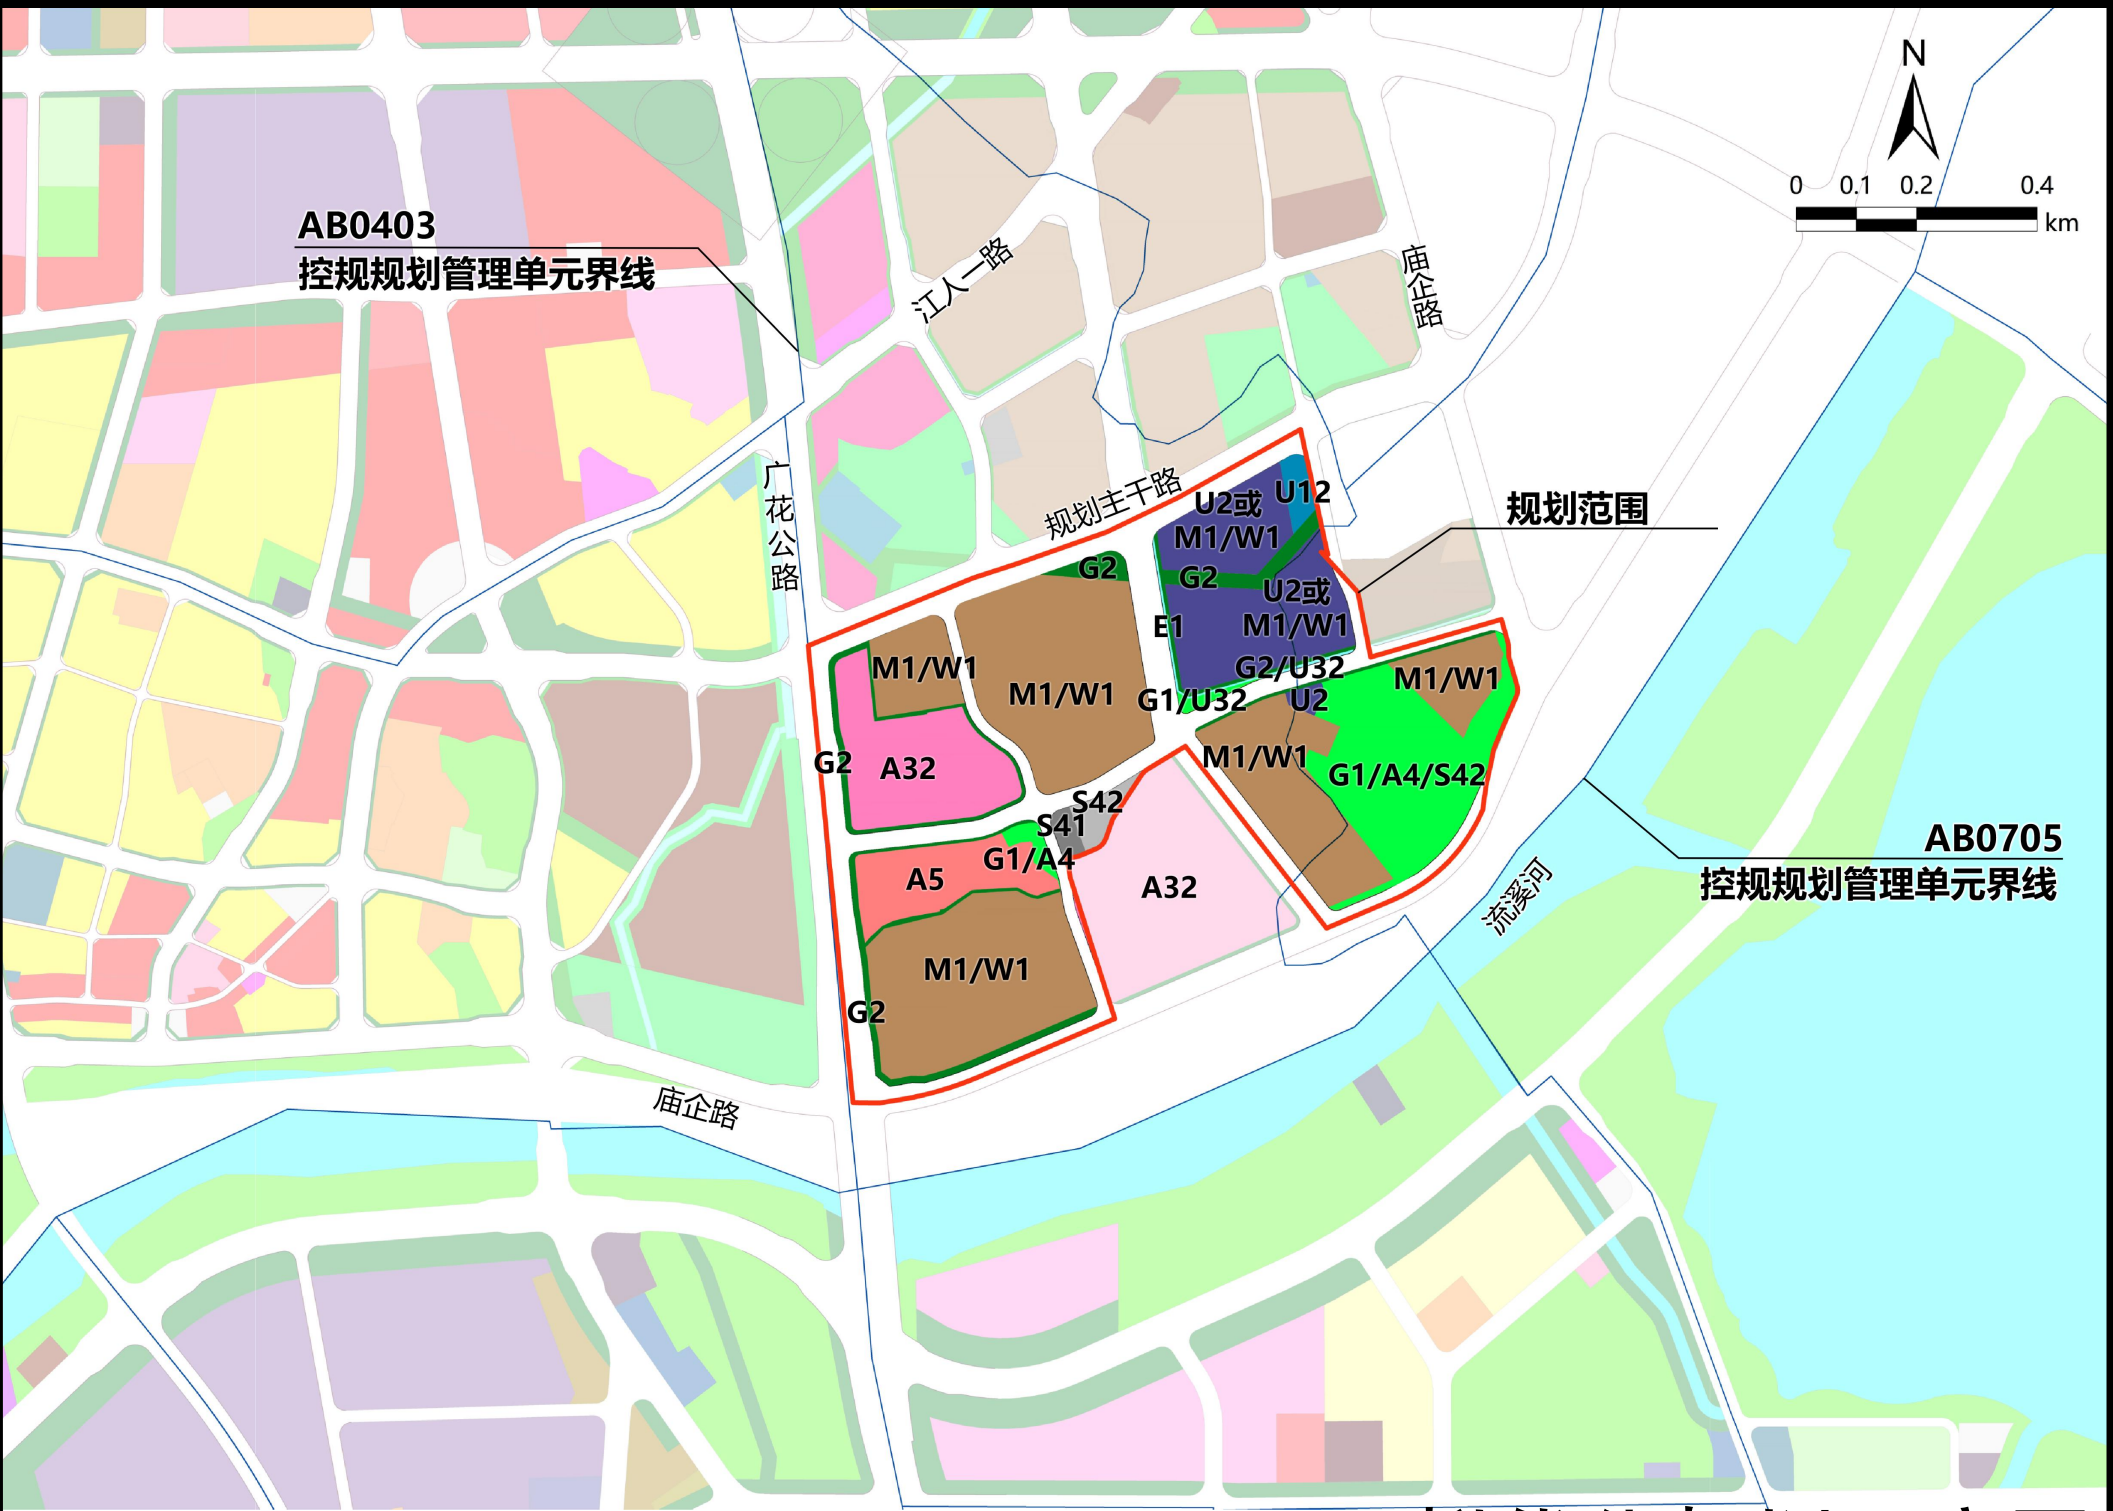 N
0 0.1 0.2 0.4
km
AB0403
控规规划管理单元界线
江人一路
庙企路
广花公路
规划主干路
规划范围
U2或
M1/W1
U12
G2
G2
U2或
M1/W1
E1
G2/U32
G1/U32
U2
M1/W1
M1/W1
M1/W1
M1/W1
G2
A32
G1/A4/S42
S42
S41
G1/A4
A5
A32
M1/W1
G2
AB0705
控规规划管理单元界线
流溪河
庙企路